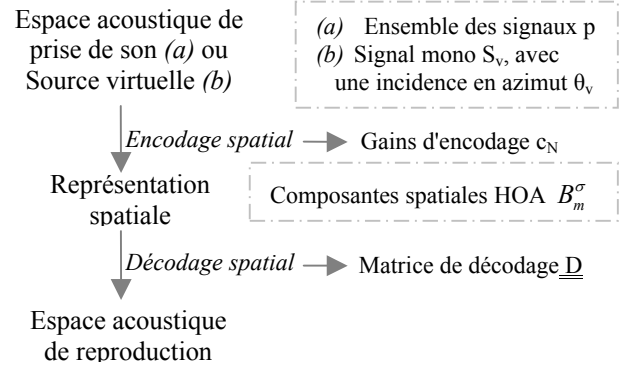 Espace acoustique de
prise de son (a) ou
Source virtuelle (b)
(a) Ensemble des signaux p
(b) Signal mono Sv, avec
une incidence en azimut θv
Encodage spatial
Gains d'encodage cN
Représentation
spatiale
Composantes spatiales HOA B_m^σ
Décodage spatial
Matrice de décodage D
Espace acoustique
de reproduction